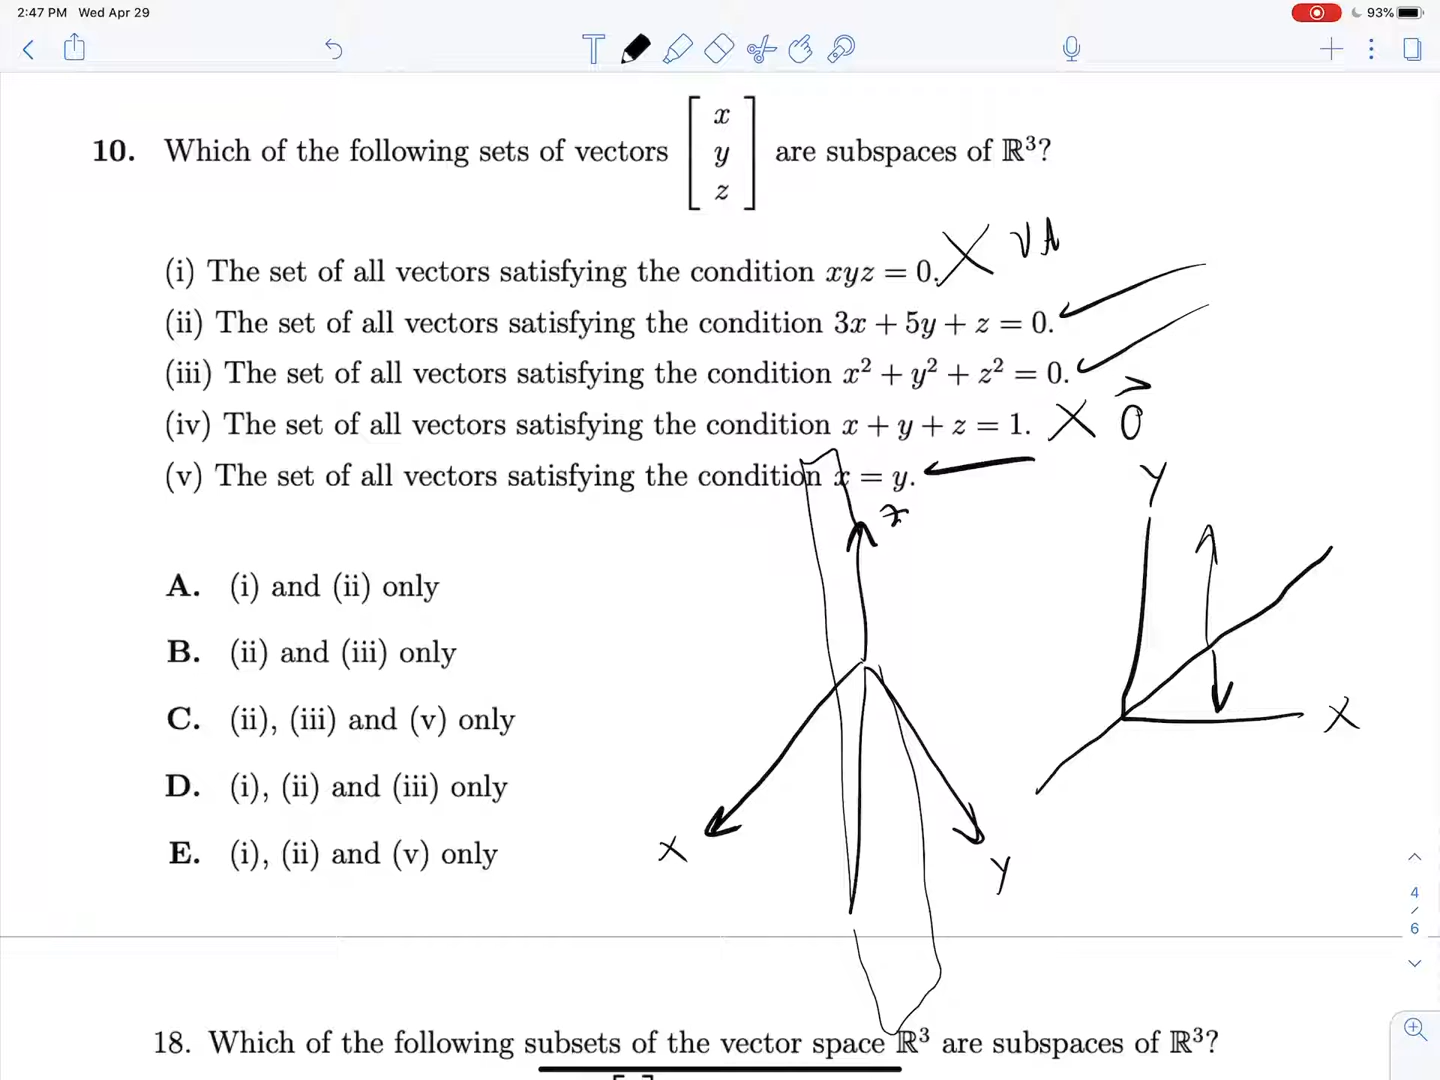 2:47 PM Wed Apr 29
93%
10. Which of the following sets of vectors [x y z] are subspaces of ℝ³?
(i) The set of all vectors satisfying the condition xyz = 0. X VA
(ii) The set of all vectors satisfying the condition 3x + 5y + z = 0.
(iii) The set of all vectors satisfying the condition x² + y² + z² = 0.
(iv) The set of all vectors satisfying the condition x + y + z = 1. X 0⃗
(v) The set of all vectors satisfying the condition x = y.
z
Y
A. (i) and (ii) only
B. (ii) and (iii) only
C. (ii), (iii) and (v) only
X
D. (i), (ii) and (iii) only
E. (i), (ii) and (v) only
X
Y
4
/
6
18. Which of the following subsets of the vector space ℝ³ are subspaces of ℝ³?